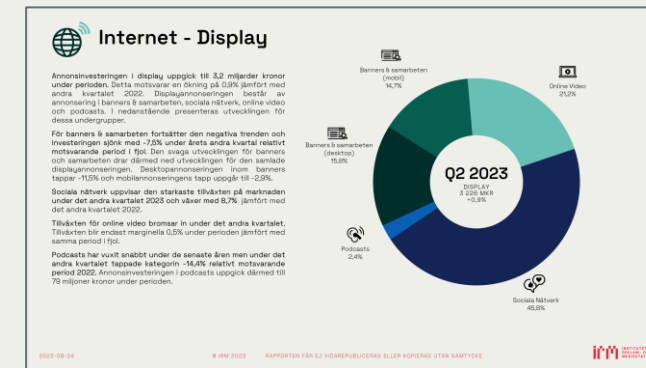 Internet - Display
Annonsinvesteringen i display uppgick till 3,2 miljarder kronor
under perioden. Detta motsvarar en ökning på 0,9% jämfört med
andra kvartalet 2022. Displayannonseringen består av
annonsering i banners & samarbeten, sociala nätverk, online video
och podcasts. I nedanstående presenteras utvecklingen för
dessa undergrupper.
För banners & samarbeten fortsätter den negativa trenden och
investeringen sjönk med -7,5% under årets andra kvartal relativt
motsvarande period i fjol. Den svaga utvecklingen för banners
och samarbeten drar därmed ned utvecklingen för den samlade
displayannonseringen. Desktopannonseringen inom banners
tappar -11,5% och mobilannonseringens tapp uppgår till -2,9%.
Sociala nätverk uppvisar den starkaste tillväxten på marknaden
under det andra kvartalet 2023 och växer med 8,7% jämfört med
det andra kvartalet 2022.
Tillväxten för online video bromsar in under det andra kvartalet.
Tillväxten blir endast marginella 0,5% under perioden jämfört med
samma period i fjol.
Podcasts har vuxit snabbt under de senaste åren men under det
andra kvartalet tappade kategorin -14,4% relativt motsvarande
period 2022. Annonsinvesteringen i podcasts uppgick därmed till
79 miljoner kronor under perioden.
Banners & samarbeten
(mobil)
14,7%
Online Video
21,2%
Banners & samarbeten
(desktop)
15,8%
Q2 2023
DISPLAY
3 228 MKR
+0,9%
Podcasts
2,4%
Sociala Nätverk
45,8%
2023-08-24
© IRM 2023
RAPPORTEN FÅR EJ VIDAREPUBLICERAS ELLER KOPIERAS UTAN SAMTYCKE
irm